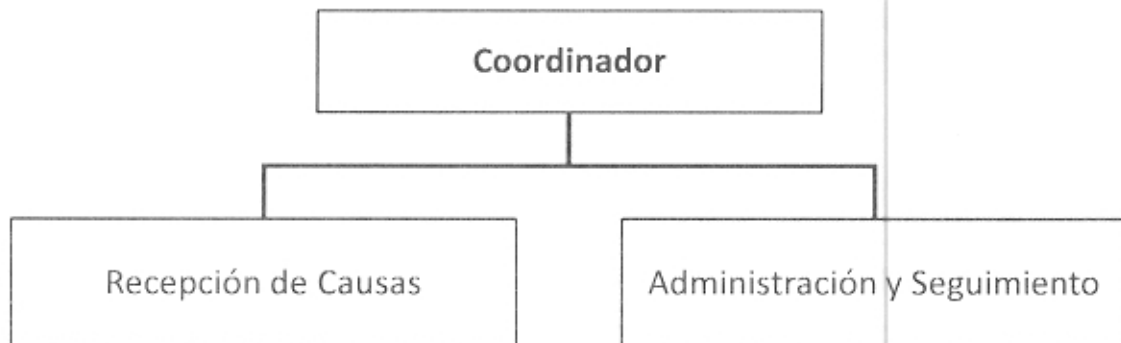 Coordinador
Recepción de Causas
Administración y Seguimiento